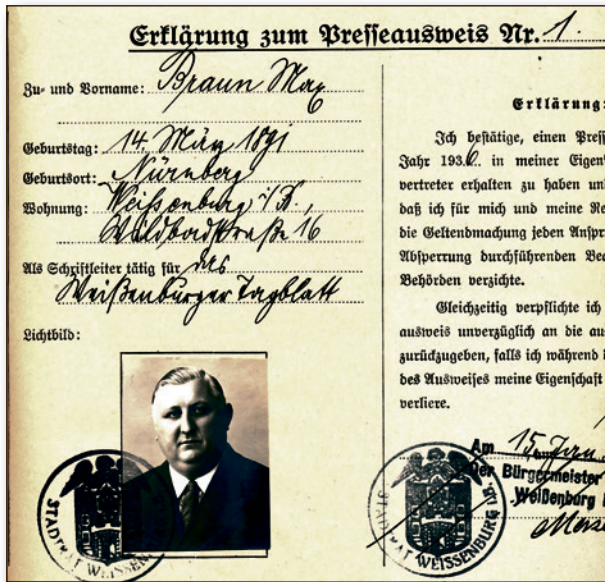 Erklärung zum Presseausweis Nr. 1.
Zu- und Vorname: Braun Max
Geburtstag: 14. März 1891
Geburtsort: Nürnberg
Wohnung: Weißenburg i/B.,
Wildbadstraße 16
Als Schriftleiter tätig für das
Weißenburger Tagblatt
Lichtbild:
STADTRAT WEISSENBURG
Erklärung:
Ich bestätige, einen Press
Jahr 1936. in meiner Eigen
vertreter erhalten zu haben un
daß ich für mich und meine Re
die Geltendmachung jeden Anspr
Absperrung durchführenden Bea
Behörden verzichte.
Gleichzeitig verpflichte ich
ausweis unverzüglich an die au
zurückzugeben, falls ich während
des Ausweises meine Eigenschaft
verliere.
Am 15. Jan.
Der Bürgermeister
Weißenburg
STADTRAT WEISSENBURG i/B.